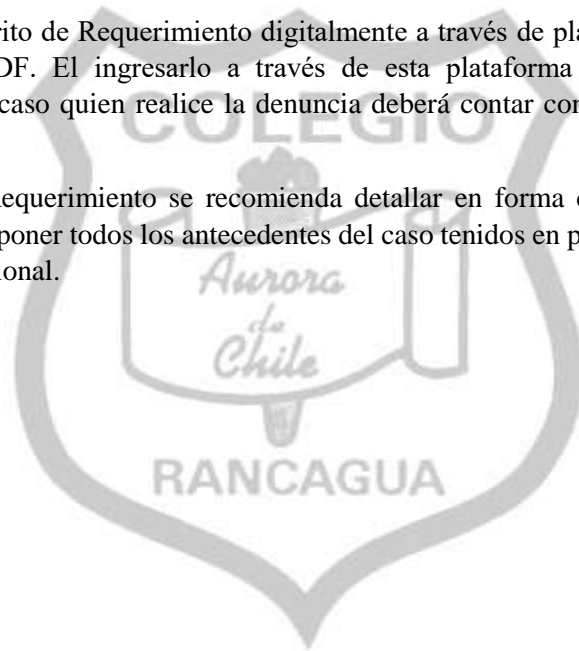 rito de Requerimiento digitalmente a través de pla
DF. El ingresarlo a través de esta plataforma
caso quien realice la denuncia deberá contar con
COLEGIO
Requerimiento se recomienda detallar en forma
poner todos los antecedentes del caso tenidos en p
ional.
Aurora
de
Chile
RANCAGUA